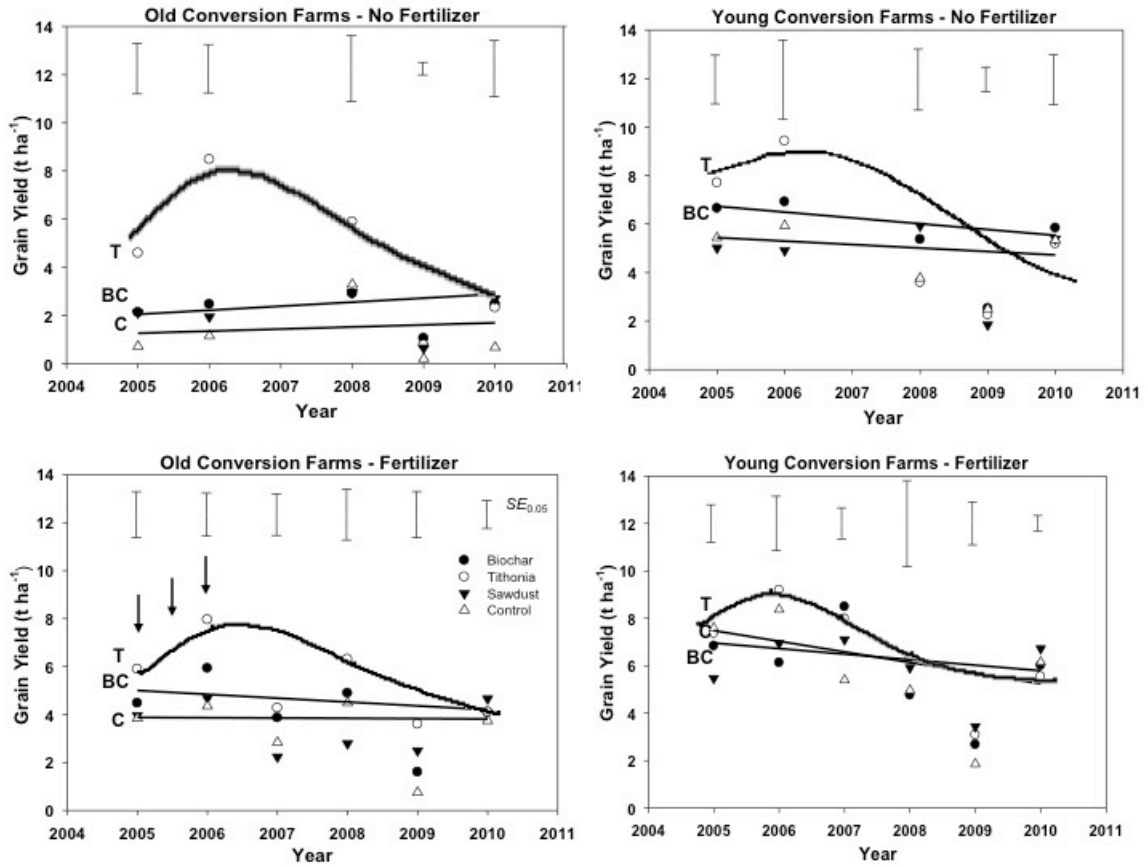 Old Conversion Farms - No Fertilizer
14
12
10
8
6
4
2
0
Grain Yield (t ha⁻¹)
T
BC
C
2004 2005 2006 2007 2008 2009 2010 2011
Year
Young Conversion Farms - No Fertilizer
14
12
10
8
6
4
2
0
Grain Yield (t ha⁻¹)
T
BC
2004 2005 2006 2007 2008 2009 2010 2011
Year
Old Conversion Farms - Fertilizer
14
12
10
8
6
4
2
0
Grain Yield (t ha⁻¹)
SE0.05
Biochar
Tithonia
Sawdust
Control
T
BC
C
2004 2005 2006 2007 2008 2009 2010 2011
Year
Young Conversion Farms - Fertilizer
14
12
10
8
6
4
2
0
Grain Yield (t ha⁻¹)
T
C
BC
2004 2005 2006 2007 2008 2009 2010 2011
Year